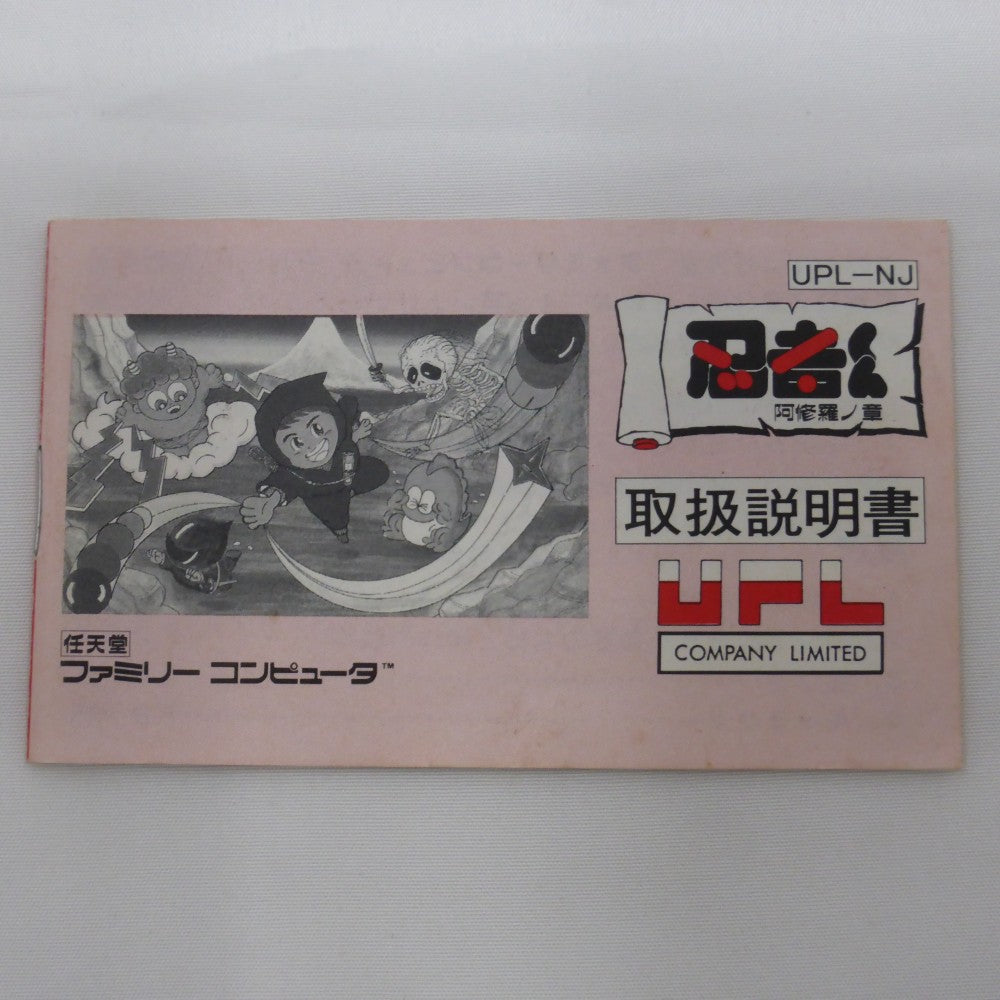 UPL-NJ
忍者くん
阿修羅ノ章
取扱説明書
UPL
COMPANY LIMITED
任天堂
ファミリー コンピュータ™